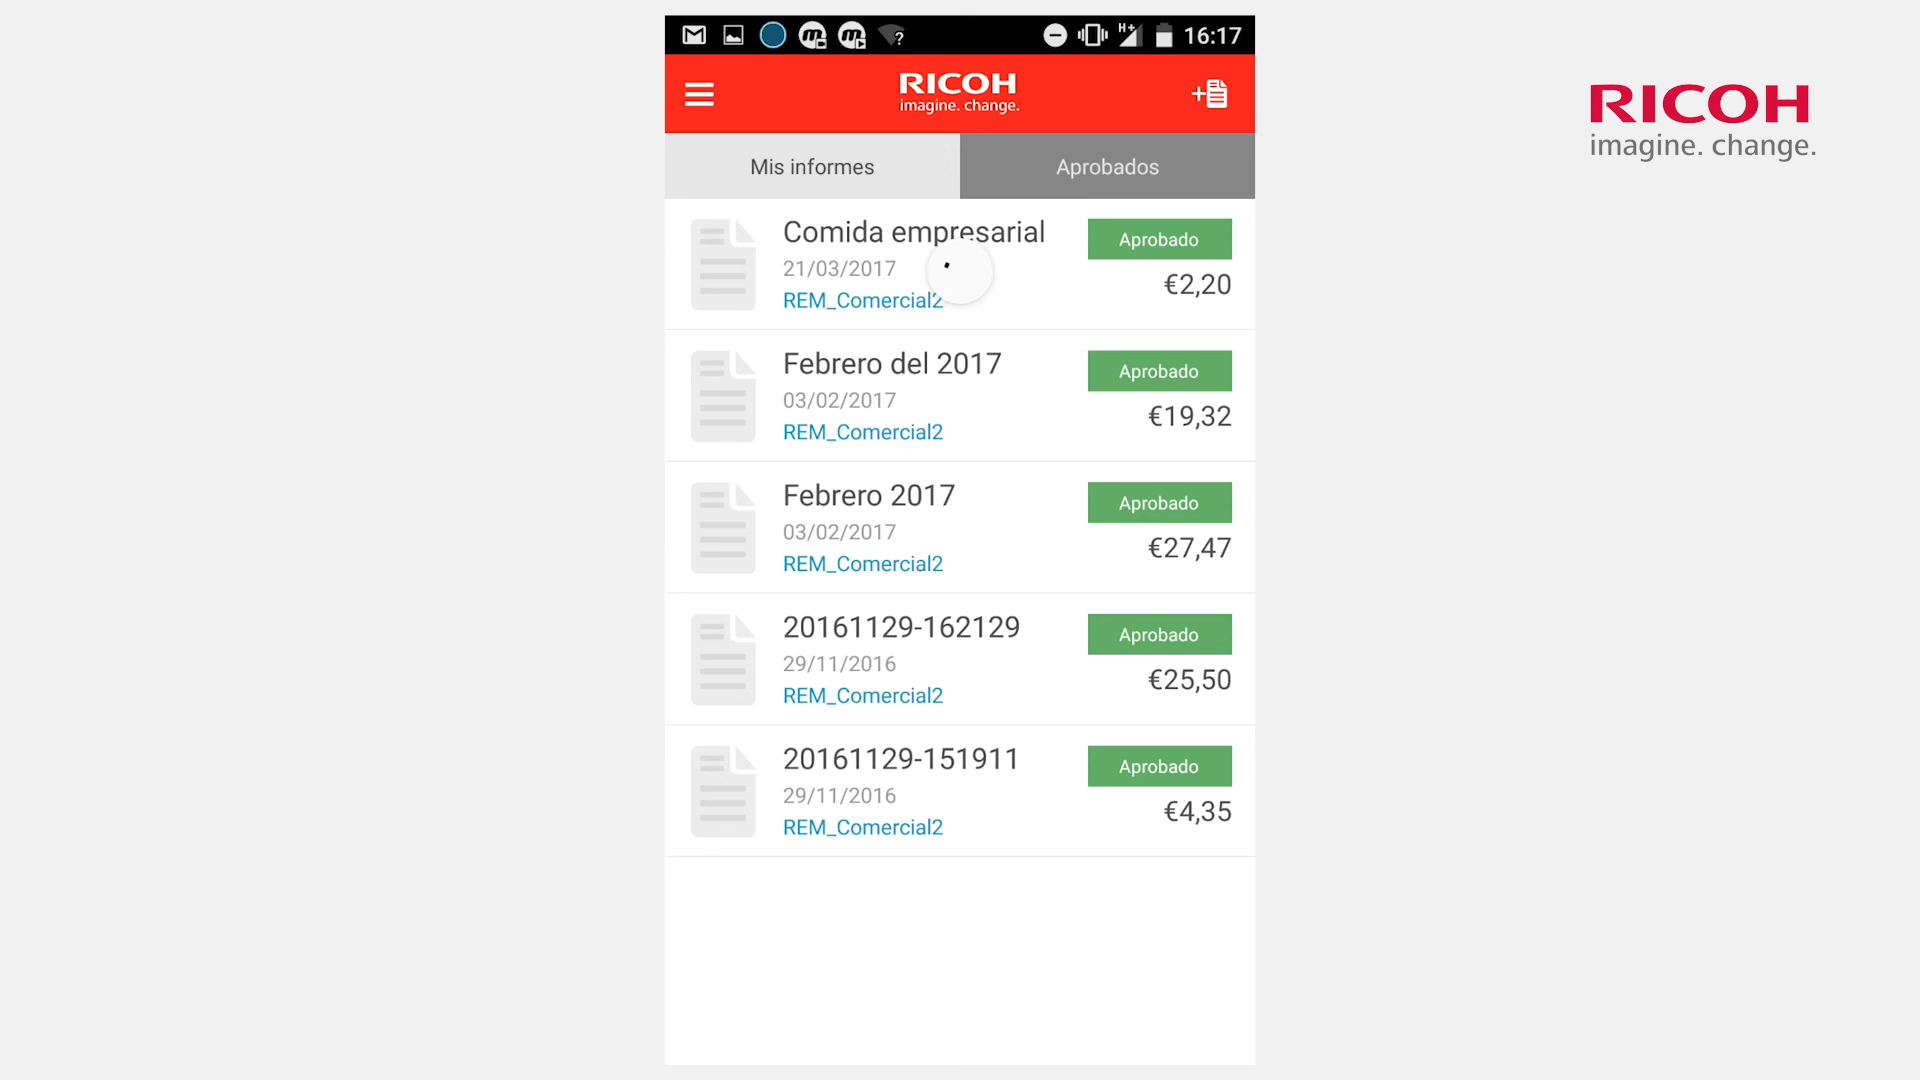 16:17
RICOH
imagine. change.
RICOH
imagine. change.
Mis informes
Aprobados
Comida empresarial
Aprobado
21/03/2017
€2,20
REM_Comercial2
Febrero del 2017
Aprobado
03/02/2017
€19,32
REM_Comercial2
Febrero 2017
Aprobado
03/02/2017
€27,47
REM_Comercial2
20161129-162129
Aprobado
29/11/2016
€25,50
REM_Comercial2
20161129-151911
Aprobado
29/11/2016
€4,35
REM_Comercial2